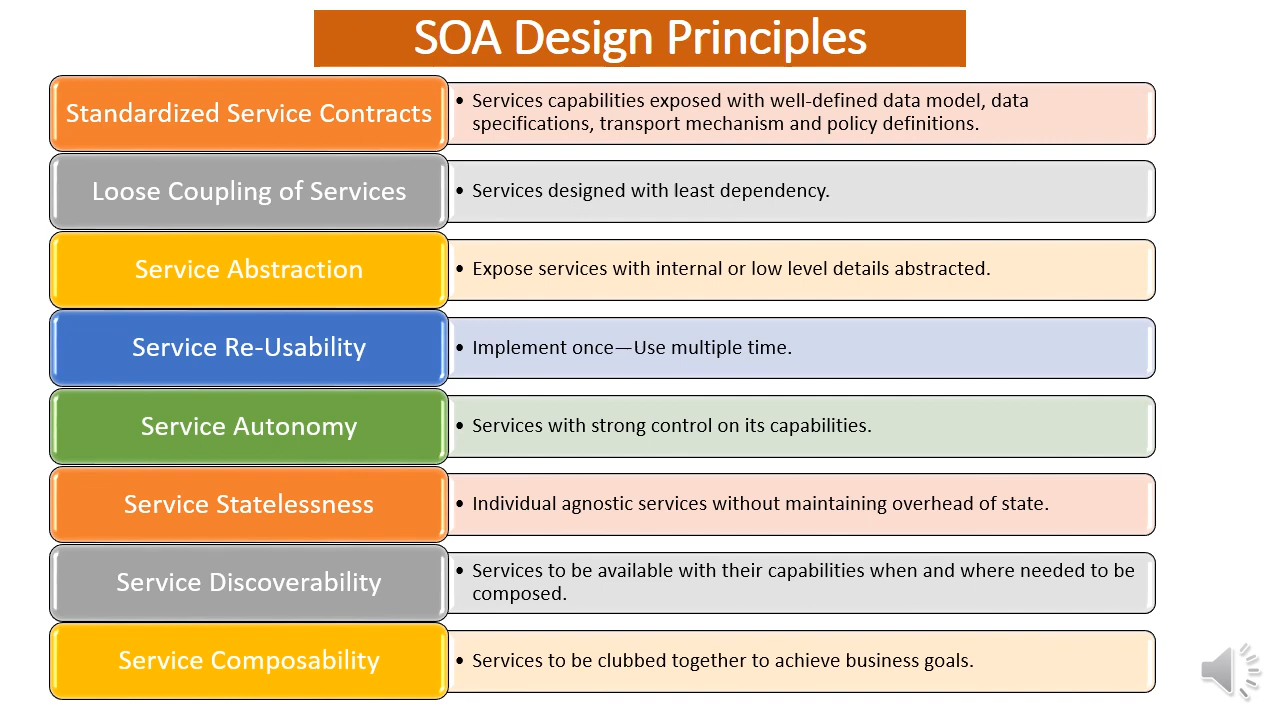 SOA Design Principles
Standardized Service Contracts
• Services capabilities exposed with well-defined data model, data
specifications, transport mechanism and policy definitions.
Loose Coupling of Services
• Services designed with least dependency.
Service Abstraction
• Expose services with internal or low level details abstracted.
Service Re-Usability
• Implement once—Use multiple time.
Service Autonomy
• Services with strong control on its capabilities.
Service Statelessness
• Individual agnostic services without maintaining overhead of state.
Service Discoverability
• Services to be available with their capabilities when and where needed to be
composed.
Service Composability
• Services to be clubbed together to achieve business goals.